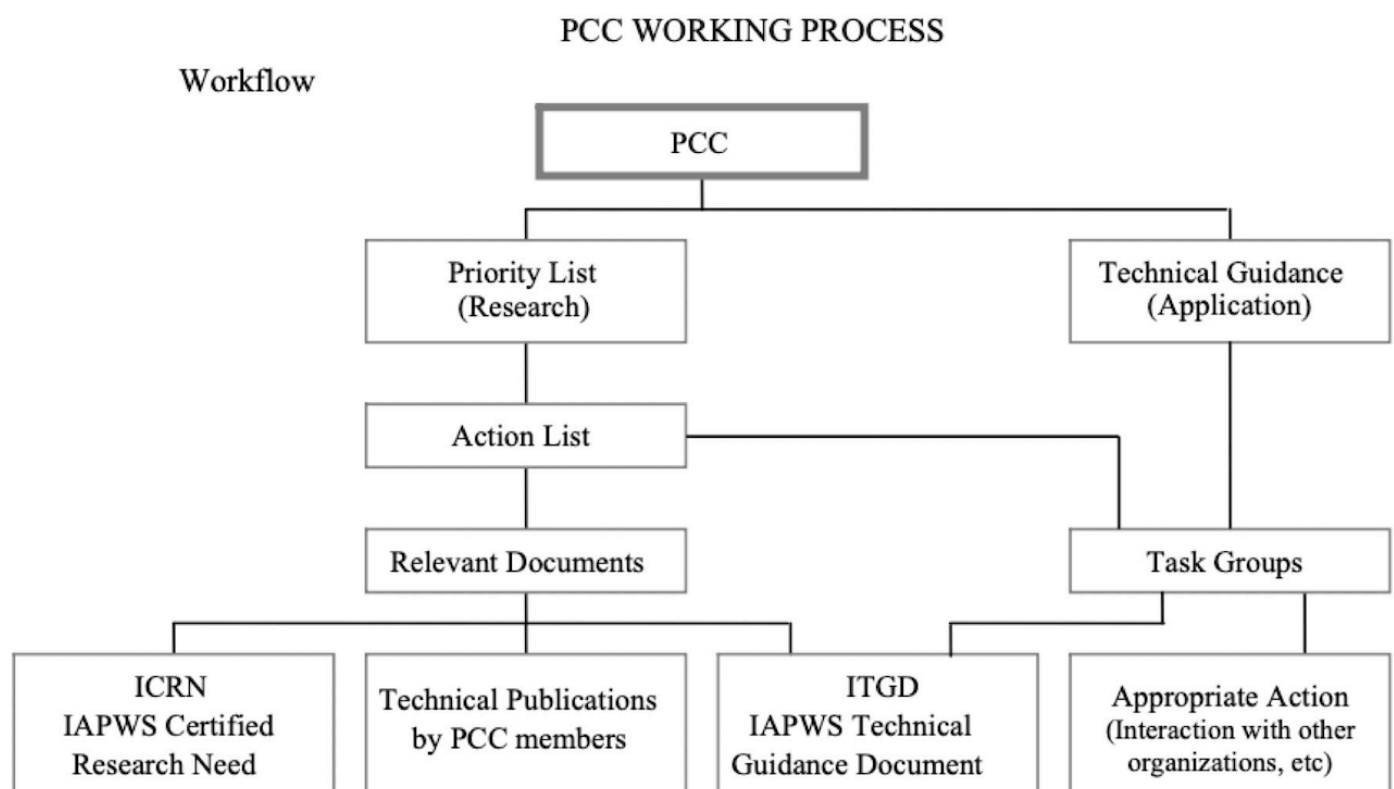 PCC WORKING PROCESS
Workflow
PCC
Priority List
(Research)
Technical Guidance
(Application)
Action List
Relevant Documents
Task Groups
ICRN
IAPWS Certified
Research Need
Technical Publications
by PCC members
ITGD
IAPWS Technical
Guidance Document
Appropriate Action
(Interaction with other
organizations, etc)